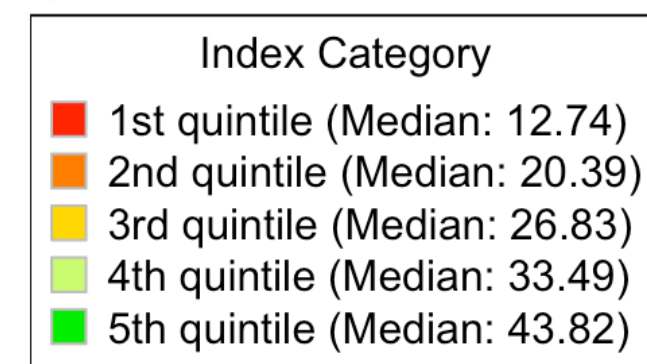 Index Category
1st quintile (Median: 12.74)
2nd quintile (Median: 20.39)
3rd quintile (Median: 26.83)
4th quintile (Median: 33.49)
5th quintile (Median: 43.82)